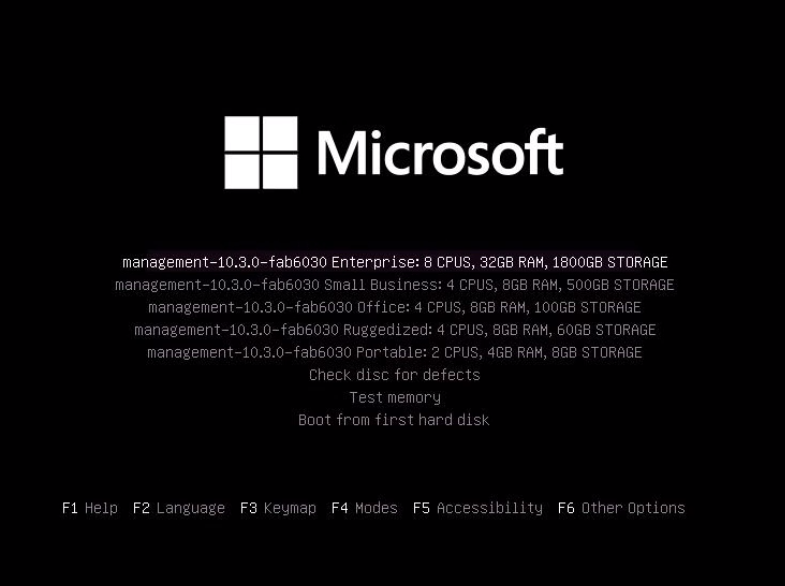 Microsoft
management-10.3.0-fab6030 Enterprise: 8 CPUS, 32GB RAM, 1800GB STORAGE
management-10.3.0-fab6030 Small Business: 4 CPUS, 8GB RAM, 500GB STORAGE
management-10.3.0-fab6030 Office: 4 CPUS, 8GB RAM, 100GB STORAGE
management-10.3.0-fab6030 Ruggedized: 4 CPUS, 8GB RAM, 60GB STORAGE
management-10.3.0-fab6030 Portable: 2 CPUS, 4GB RAM, 8GB STORAGE
Check disc for defects
Test memory
Boot from first hard disk
F1 Help F2 Language F3 Keymap F4 Modes F5 Accessibility F6 Other Options